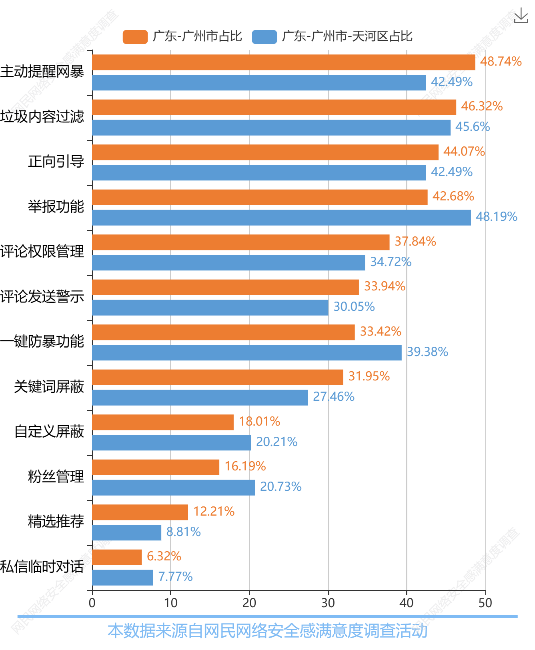 广东-广州市占比 广东-广州市-天河区占比
主动提醒网暴 48.74%
42.49%
垃圾内容过滤 46.32%
45.6%
正向引导 44.07%
42.49%
举报功能 42.68%
48.19%
评论权限管理 37.84%
34.72%
评论发送警示 33.94%
30.05%
一键防暴功能 33.42%
39.38%
关键词屏蔽 31.95%
27.46%
自定义屏蔽 18.01%
20.21%
粉丝管理 16.19%
20.73%
精选推荐 12.21%
8.81%
私信临时对话 6.32%
7.77%
0 10 20 30 40 50
本数据来源自网民网络安全感满意度调查活动